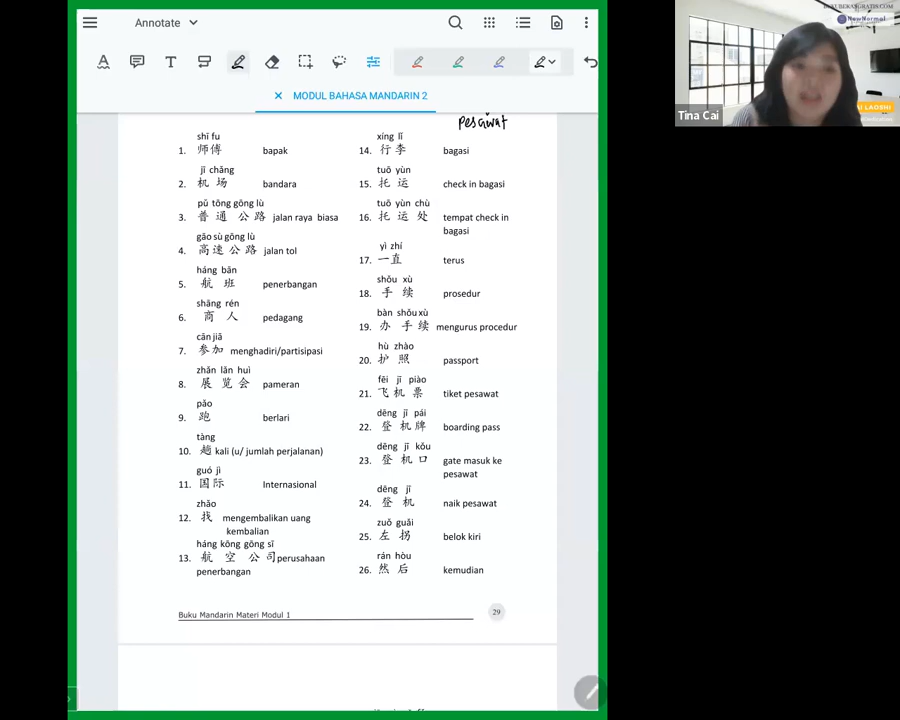 Annotate
MODUL BAHASA MANDARIN 2
pesawat
shī fu
1. 师傅 bapak
jī chǎng
2. 机场 bandara
pǔ tōng gōng lù
3. 普通公路 jalan raya biasa
gāo sù gōng lù
4. 高速公路 jalan tol
háng bān
5. 航班 penerbangan
shāng rén
6. 商人 pedagang
cān jiā
7. 参加 menghadiri/partisipasi
zhǎn lǎn huì
8. 展览会 pameran
pǎo
9. 跑 berlari
tàng
10. 趟 kali (u/ jumlah perjalanan)
guó jì
11. 国际 Internasional
zhǎo
12. 找 mengembalikan uang
kembalian
háng kōng gōng sī
13. 航空公司 perusahaan
penerbangan
xíng lǐ
14. 行李 bagasi
tuō yùn
15. 托运 check in bagasi
tuō yùn chù
16. 托运处 tempat check in
bagasi
yì zhí
17. 一直 terus
shǒu xù
18. 手续 prosedur
bàn shǒu xù
19. 办手续 mengurus procedur
hù zhào
20. 护照 passport
fēi jī piào
21. 飞机票 tiket pesawat
dēng jī pái
22. 登机牌 boarding pass
dēng jī kǒu
23. 登机口 gate masuk ke
pesawat
dēng jī
24. 登机 naik pesawat
zuǒ guǎi
25. 左拐 belok kiri
rán hòu
26. 然后 kemudian
Buku Mandarin Materi Modul 1
29
NewNormal
Tina Cai